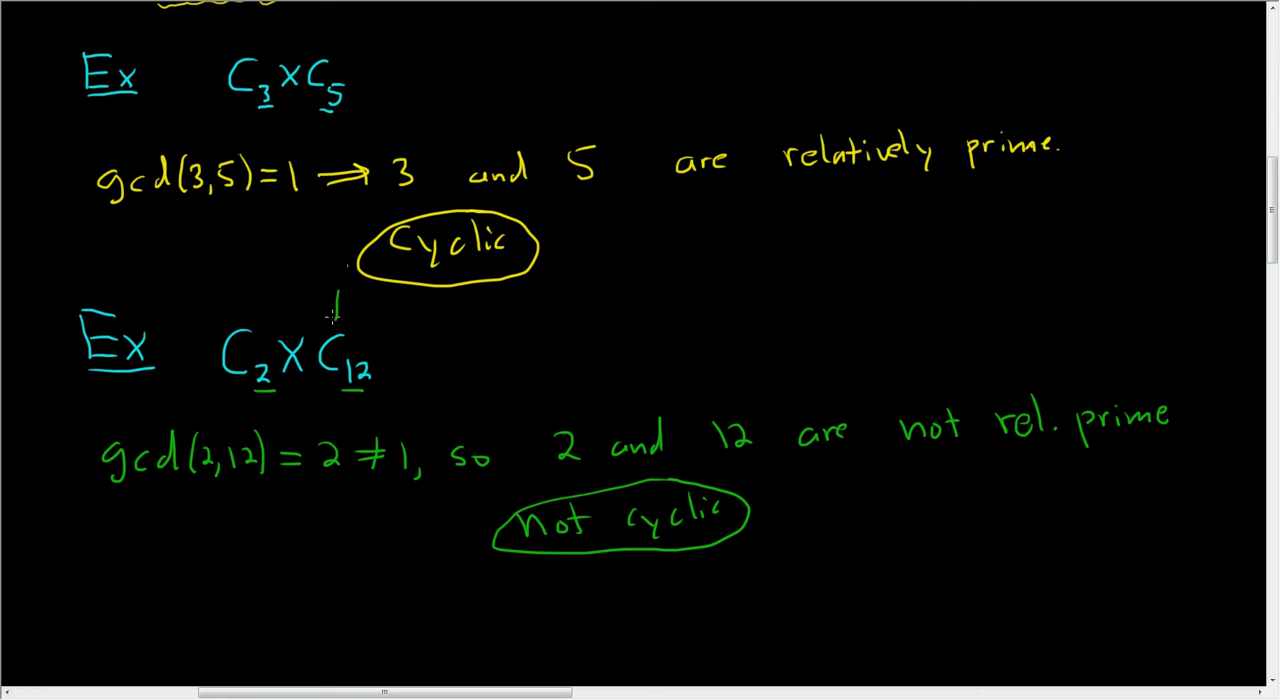 Ex C₃ x C₅
gcd(3,5)=1 ⟹ 3 and 5 are relatively prime.
Cyclic
Ex C₂ x C₁₂
gcd(2,12) = 2 ≠ 1, so 2 and 12 are not rel. prime
not cyclic